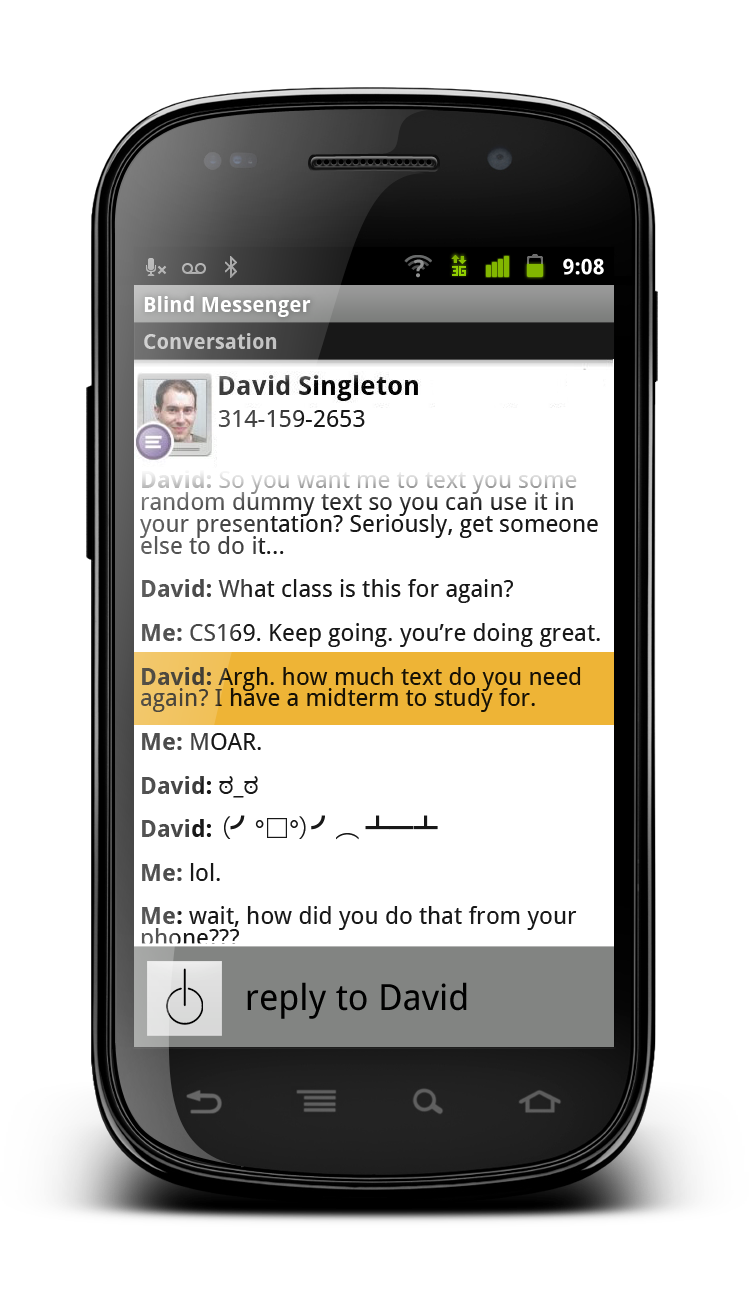 3G
9:08
Blind Messenger
Conversation
David Singleton
314-159-2653
David: So you want me to text you some
random dummy text so you can use it in
your presentation? Seriously, get someone
else to do it...
David: What class is this for again?
Me: CS169. Keep going. you’re doing great.
David: Argh. how much text do you need
again? I have a midterm to study for.
Me: MOAR.
David: ಠ_ಠ
David: (╯°□°)╯︵ ┻━┻
Me: lol.
Me: wait, how did you do that from your
phone???
reply to David